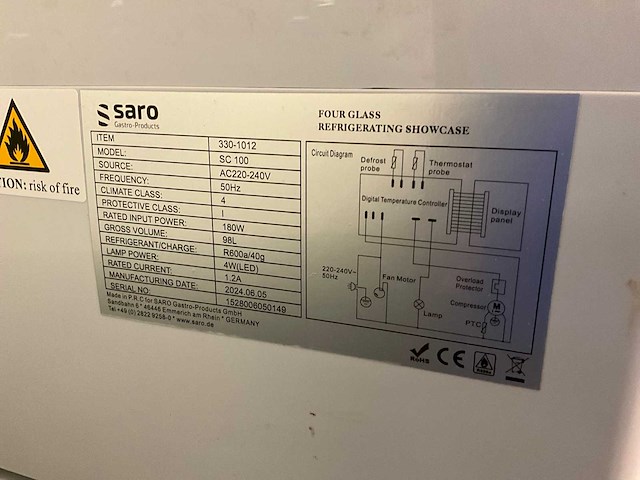 saro
Gastro-Products
FOUR GLASS
REFRIGERATING SHOWCASE
ITEM 330-1012
MODEL: SC 100
SOURCE: AC220-240V
FREQUENCY: 50Hz
CLIMATE CLASS: 4
PROTECTIVE CLASS: I
RATED INPUT POWER: 180W
GROSS VOLUME: 98L
REFRIGERANT/CHARGE: R600a/40g
LAMP POWER: 4W(LED)
RATED CURRENT: 1.2A
MANUFACTURING DATE: 2024.06.05
SERIAL NO: 1528006050149
Made in P.R.C for SARO Gastro-Products GmbH
Sandbahn 6 * 46446 Emmerich am Rhein * GERMANY
Tel +49 (0) 2822 9258-0 * www.saro.de
Circuit Diagram
Defrost
probe
Thermostat
probe
Digital Temperature Controller
Display
panel
220-240V~
50Hz
Fan Motor
Lamp
Overload
Protector
Compressor
M
PTC
RoHS
CE
TION: risk of fire